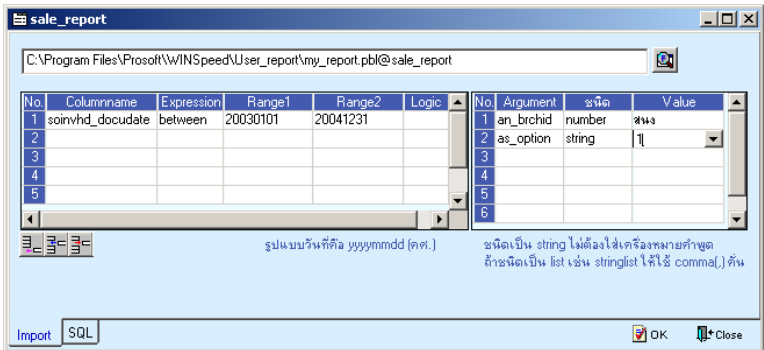 sale_report
C:\Program Files\Prosoft\WINSpeed\User_report\my_report.pbl@sale_report
No. Columnname Expression Range1 Range2 Logic
1 soinvhd_docudate between 20030101 20041231
2
3
4
5
No. Argument ชนิด Value
1 an_brchid number สนง
2 as_option string 1
3
4
5
6
รูปแบบวันที่คือ yyyymmdd (คศ.)
ชนิดเป็น string ไม่ต้องใส่เครื่องหมายคำพูด
ถ้าชนิดเป็น list เช่น stringlist ให้ใช้ comma(,) คั่น
Import SQL
OK Close